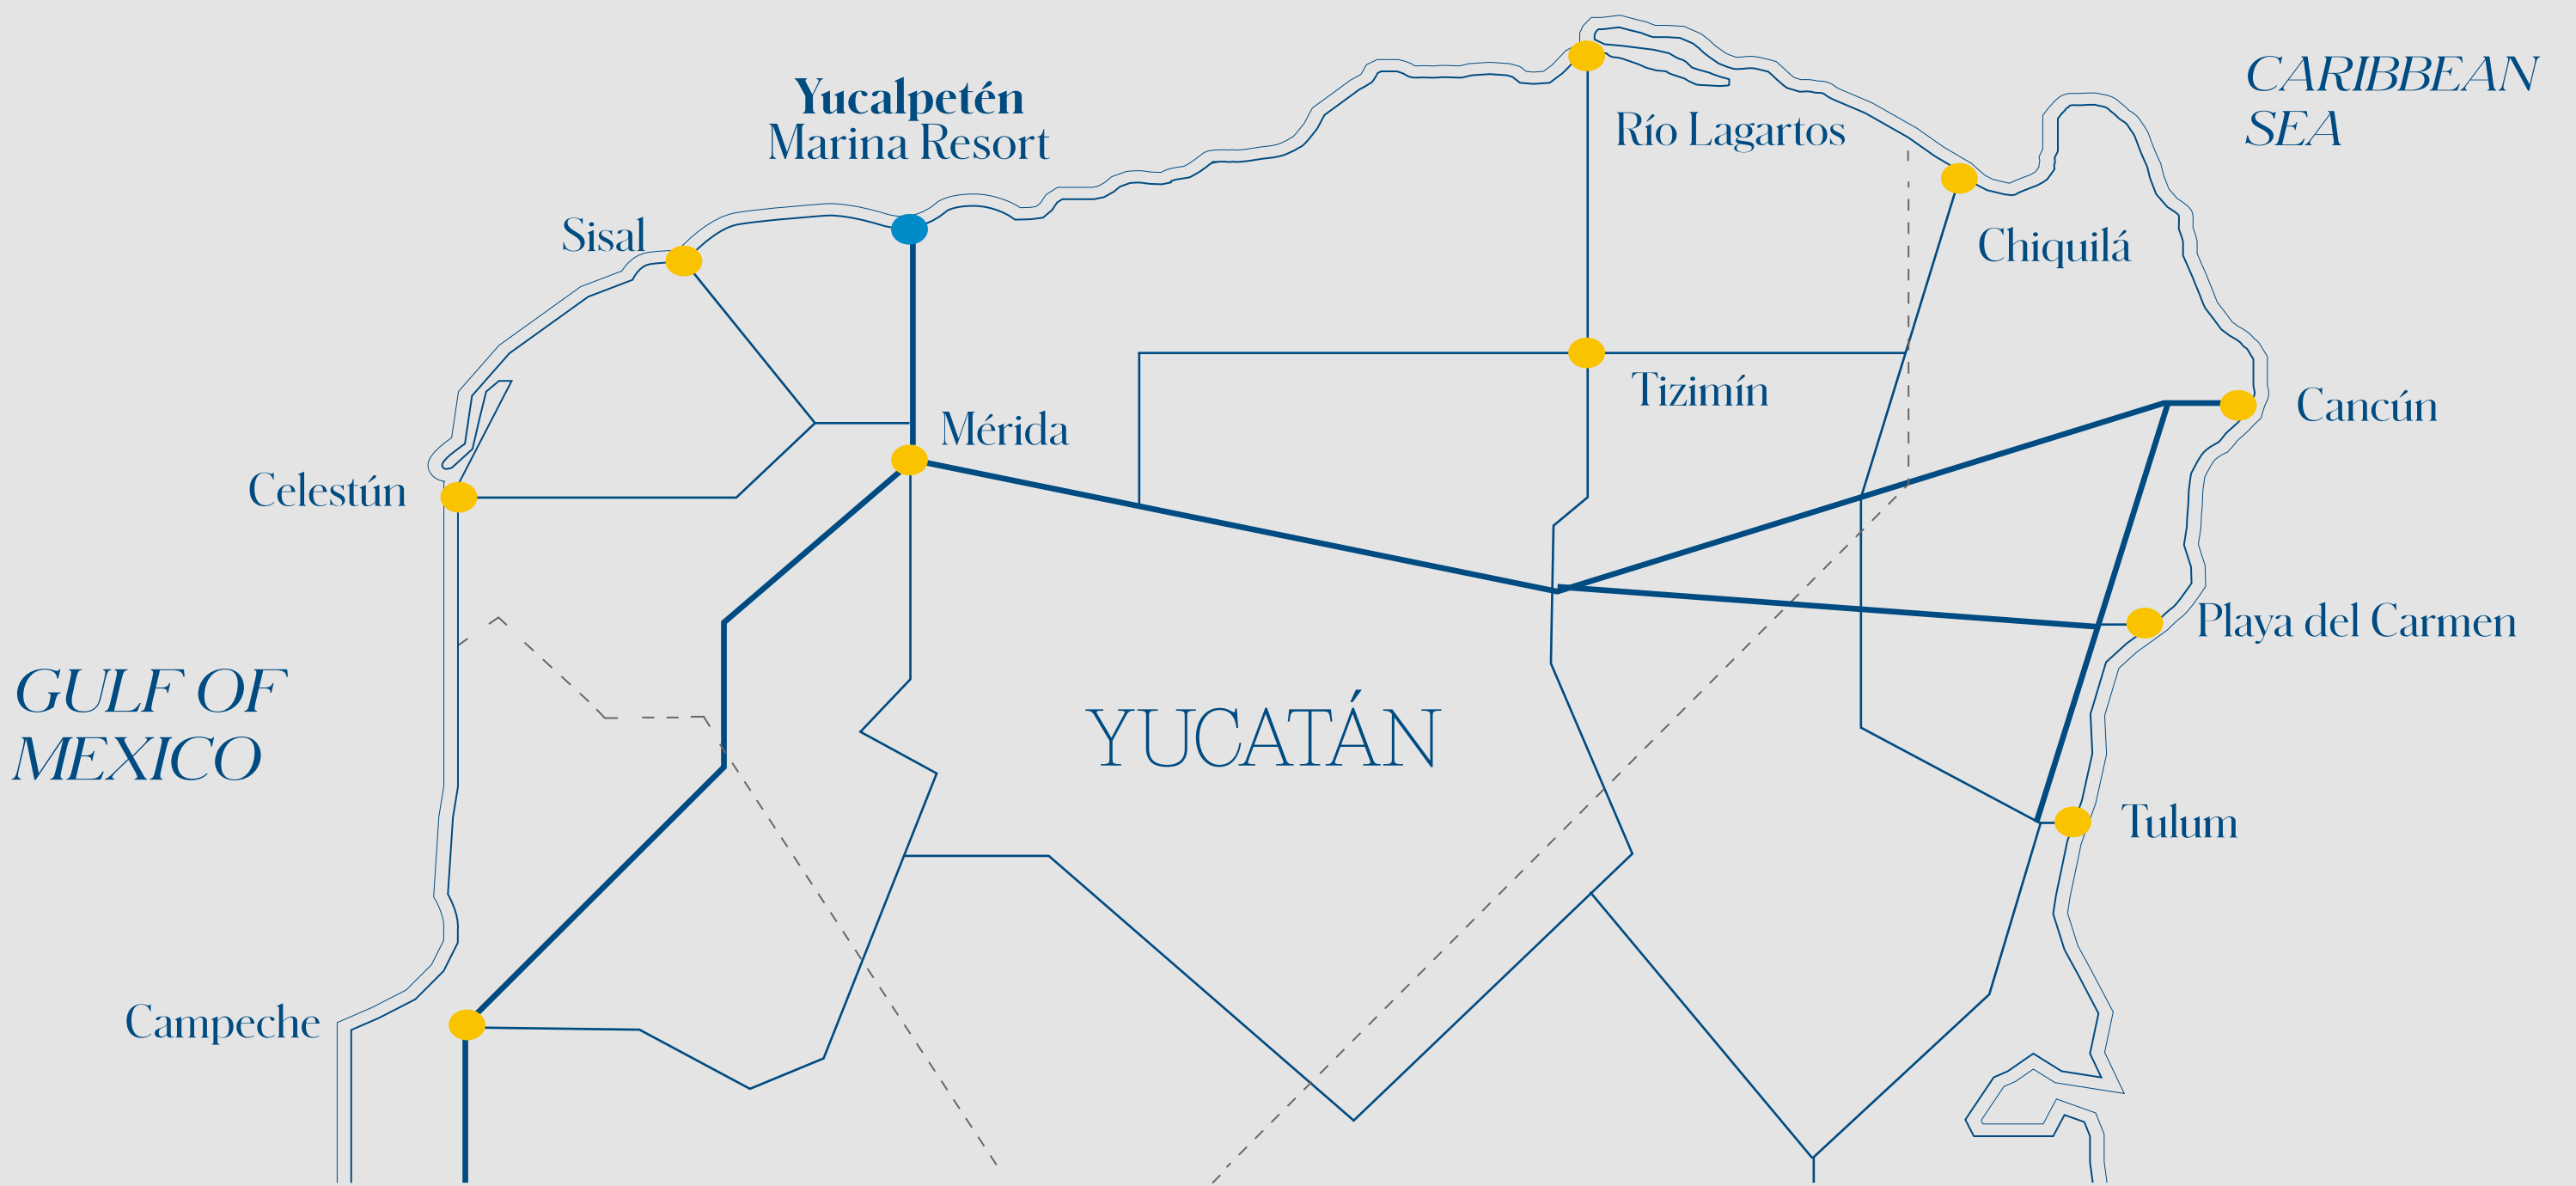 CARIBBEAN
SEA
Yucalpetén
Marina Resort
Río Lagartos
Sisal
Chiquilá
Tizimín
Cancún
Mérida
Celestún
Playa del Carmen
GULF OF
MEXICO
YUCATÁN
Tulum
Campeche